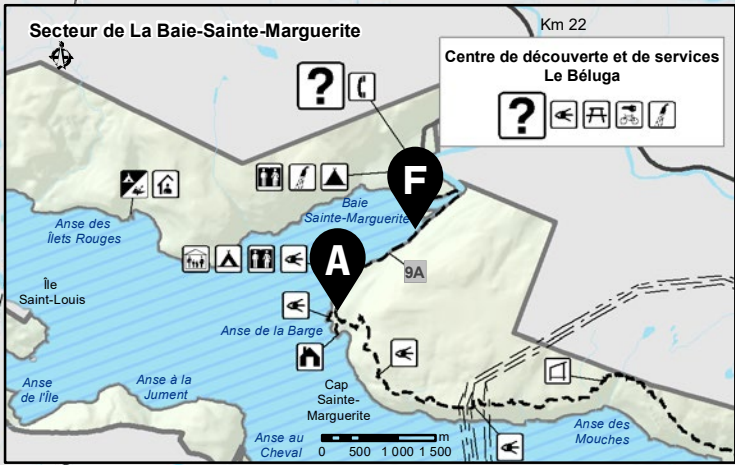 Secteur de La Baie-Sainte-Marguerite
Km 22
Centre de découverte et de services
Le Béluga
?
?
F
Baie
Sainte-Marguerite
Anse des
Îlets Rouges
A
9A
Île
Saint-Louis
Anse de la Barge
Anse
de l'Île
Anse à la
Jument
Cap
Sainte-
Marguerite
Anse des
Mouches
Anse au
Cheval
m
0 500 1 000 1 500